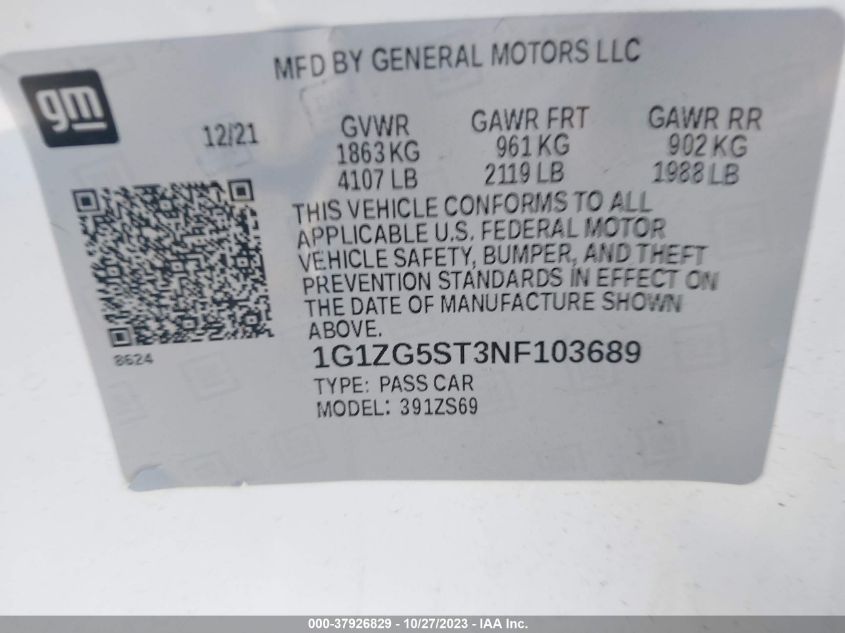 MFD BY GENERAL MOTORS LLC
gm
12/21
GVWR GAWR FRT GAWR RR
1863 KG 961 KG 902 KG
4107 LB 2119 LB 1988 LB
THIS VEHICLE CONFORMS TO ALL
APPLICABLE U.S. FEDERAL MOTOR
VEHICLE SAFETY, BUMPER, AND THEFT
PREVENTION STANDARDS IN EFFECT ON
THE DATE OF MANUFACTURE SHOWN
ABOVE.
8624
1G1ZG5ST3NF103689
TYPE: PASS CAR
MODEL: 391ZS69
000-37926829 - 10/27/2023 - IAA Inc.